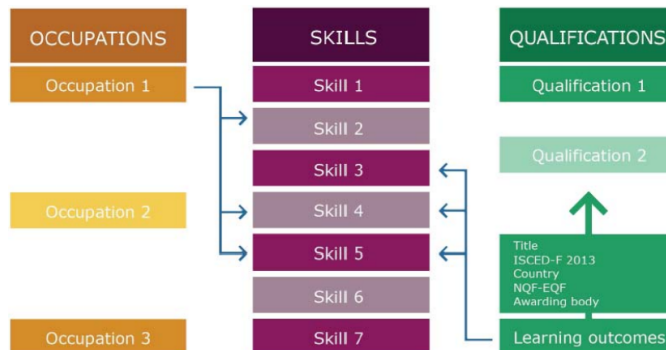 OCCUPATIONS
Occupation 1
Occupation 2
Occupation 3
SKILLS
Skill 1
Skill 2
Skill 3
Skill 4
Skill 5
Skill 6
Skill 7
QUALIFICATIONS
Qualification 1
Qualification 2
Title
ISCED-F 2013
Country
NQF-EQF
Awarding body
Learning outcomes